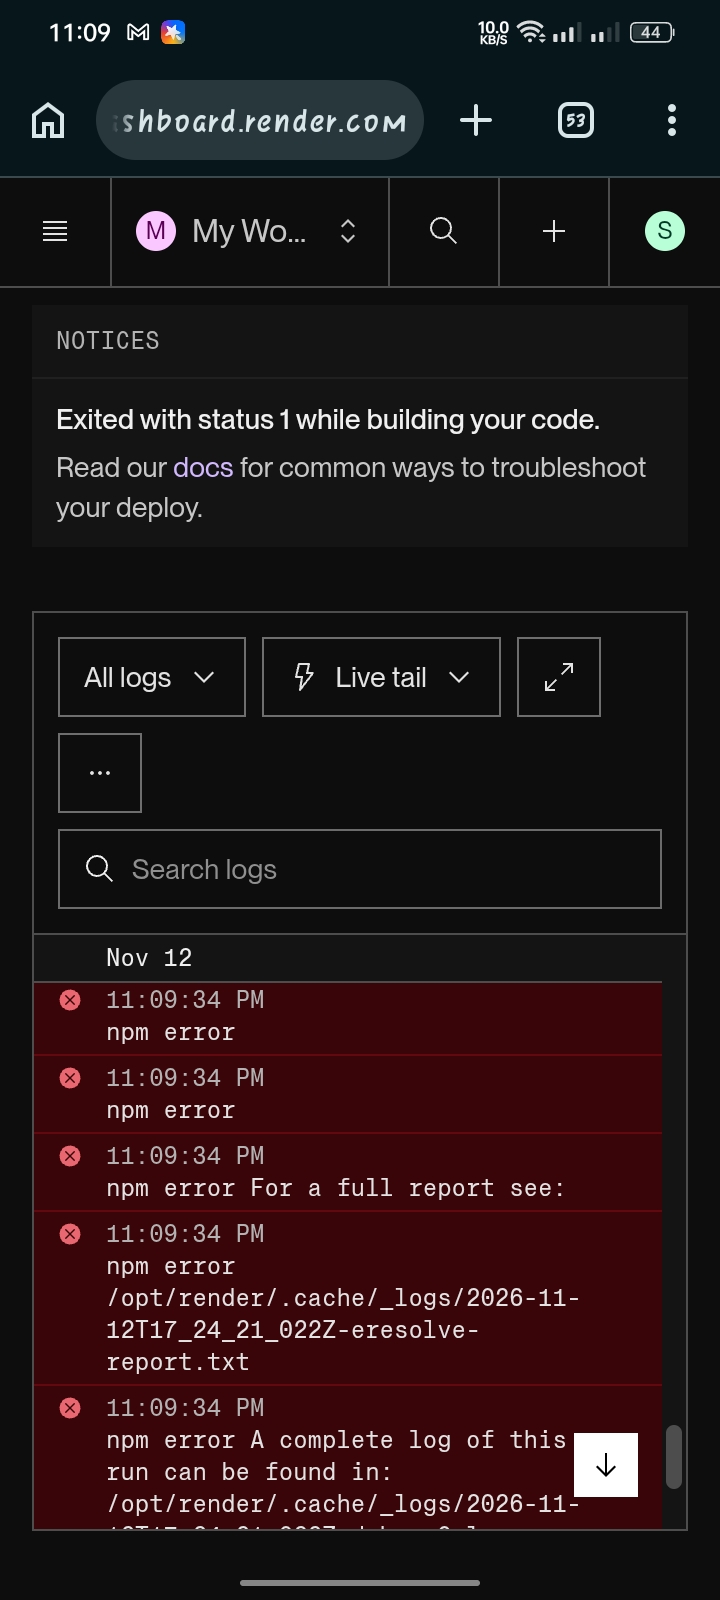 11:09
10.0
KB/S
44
shboard.render.com
53
M
My Wo...
S
NOTICES
Exited with status 1 while building your code.
Read our docs for common ways to troubleshoot
your deploy.
All logs
Live tail
Search logs
Nov 12
11:09:34 PM
npm error
11:09:34 PM
npm error
11:09:34 PM
npm error For a full report see:
11:09:34 PM
npm error
/opt/render/.cache/_logs/2026-11-
12T17_24_21_022Z-eresolve-
report.txt
11:09:34 PM
npm error A complete log of this
run can be found in:
/opt/render/.cache/_logs/2026-11-